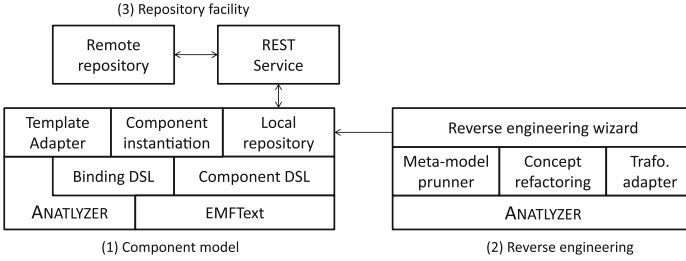 (3) Repository facility
Remote
repository
REST
Service
Template
Adapter
Component
instantiation
Local
repository
Binding DSL
Component DSL
ANATLYZER
EMFText
(1) Component model
Reverse engineering wizard
Meta-model
prunner
Concept
refactoring
Trafo.
adapter
ANATLYZER
(2) Reverse engineering